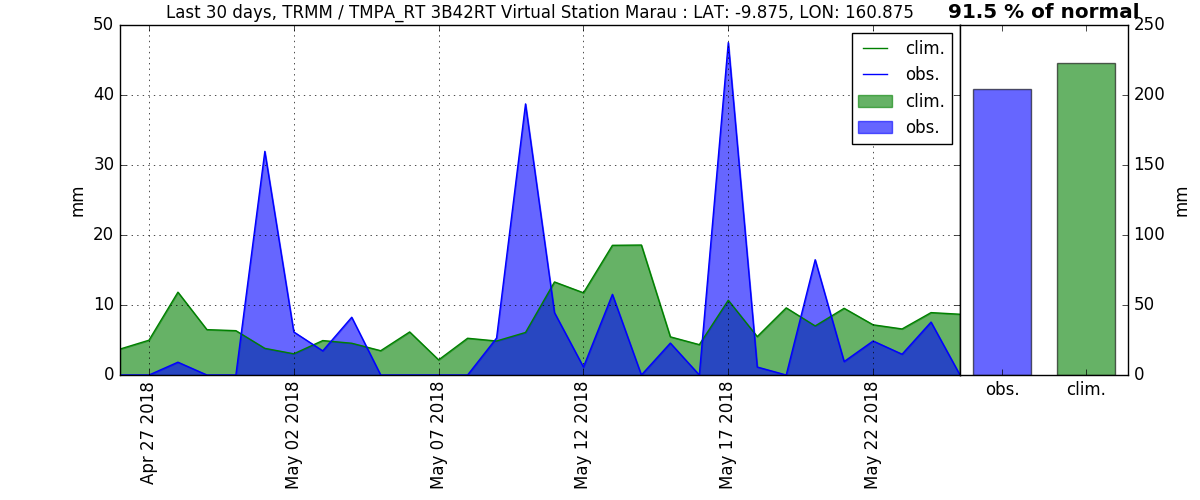 Last 30 days, TRMM / TMPA_RT 3B42RT Virtual Station Marau : LAT: -9.875, LON: 160.875
91.5 % of normal
50
40
30
20
10
0
mm
clim.
obs.
clim.
obs.
250
200
150
100
50
0
mm
obs.
clim.
Apr 27 2018
May 02 2018
May 07 2018
May 12 2018
May 17 2018
May 22 2018